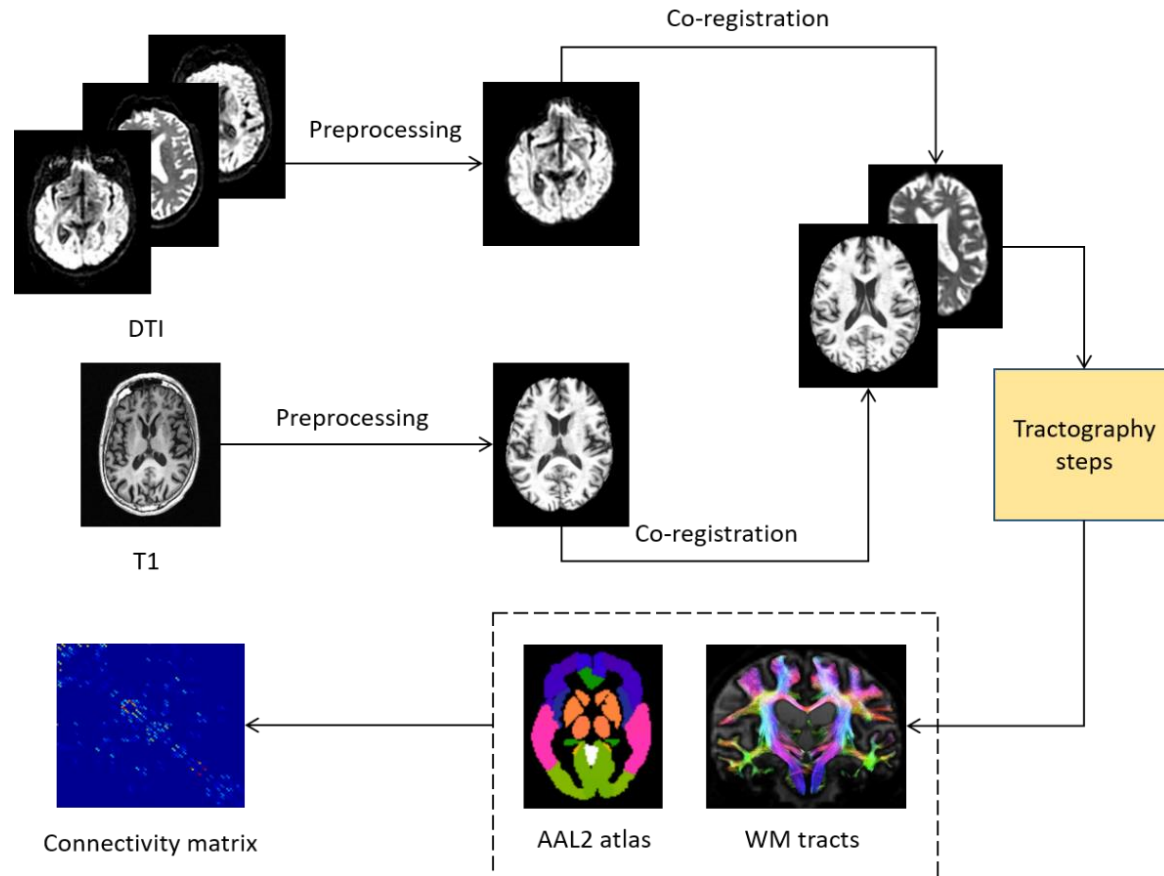 Co-registration
Preprocessing
DTI
Preprocessing
Tractography
steps
Co-registration
T1
AAL2 atlas
WM tracts
Connectivity matrix